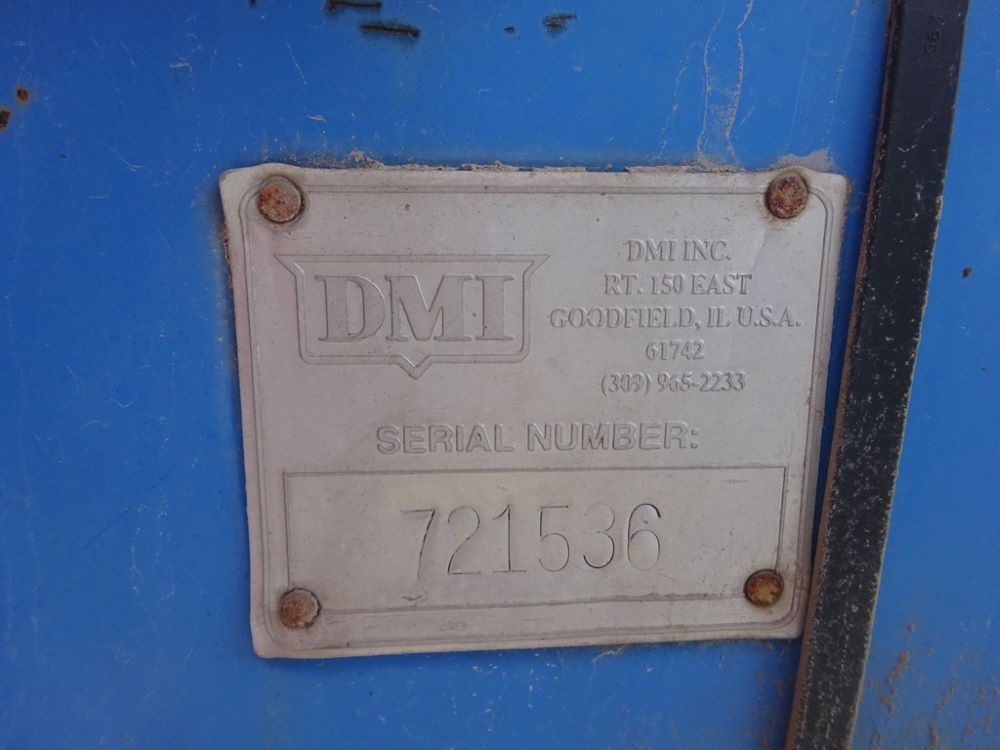 DMI
DMI INC.
RT. 150 EAST
GOODFIELD, IL U.S.A.
61742
(309) 965-2233
SERIAL NUMBER:
721536